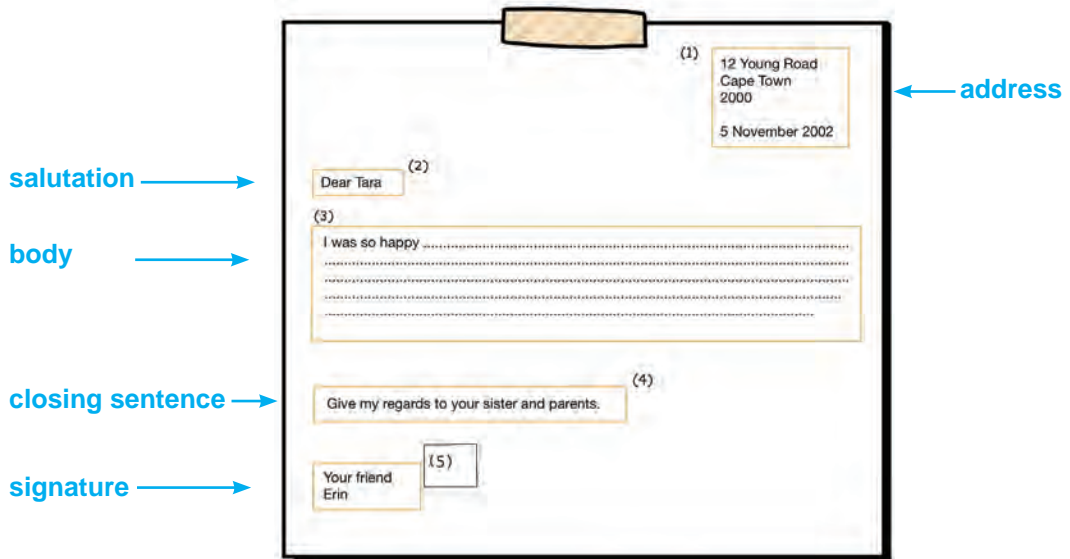 (1)
12 Young Road
Cape Town
2000
5 November 2002
address
salutation
(2)
Dear Tara
(3)
body
I was so happy ................................................................
................................................................
................................................................
................................................................
................................................................
closing sentence
(4)
Give my regards to your sister and parents.
(5)
signature
Your friend
Erin